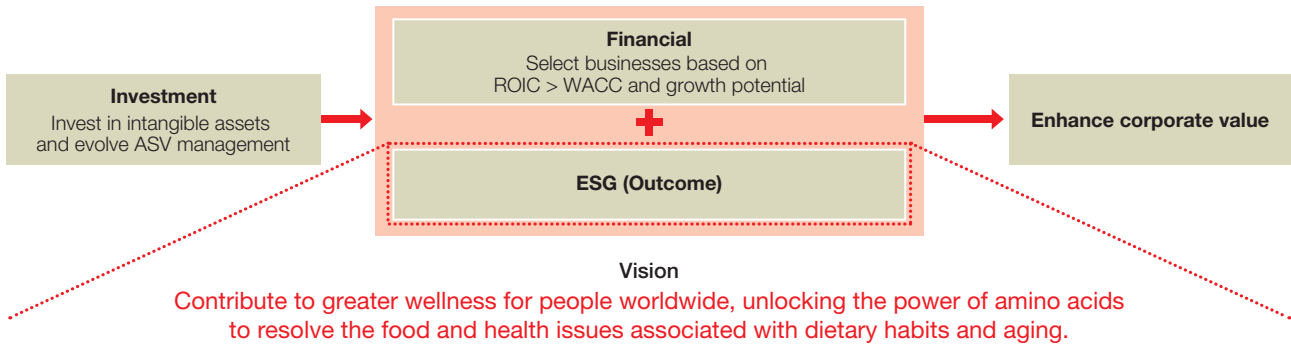 Investment
Invest in intangible assets
and evolve ASV management
Financial
Select businesses based on
ROIC > WACC and growth potential
ESG (Outcome)
Enhance corporate value
Vision
Contribute to greater wellness for people worldwide, unlocking the power of amino acids
to resolve the food and health issues associated with dietary habits and aging.